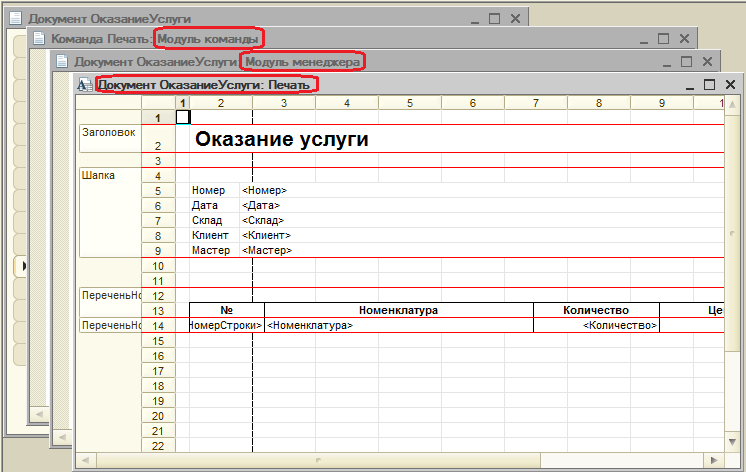 Документ ОказаниеУслуги
Команда Печать: Модуль команды
Документ ОказаниеУслуги: Модуль менеджера
Документ ОказаниеУслуги: Печать
1 2 3 4 5 6 7 8 9 1
1
Заголовок
2 Оказание услуги
3
Шапка 4
5 Номер <Номер>
6 Дата <Дата>
7 Склад <Склад>
8 Клиент <Клиент>
9 Мастер <Мастер>
10
11
ПереченьНо 12
13 № Номенклатура Количество Це
ПереченьНо 14 НомерСтроки> <Номенклатура> <Количество>
15
16
17
18
19
20
21
22